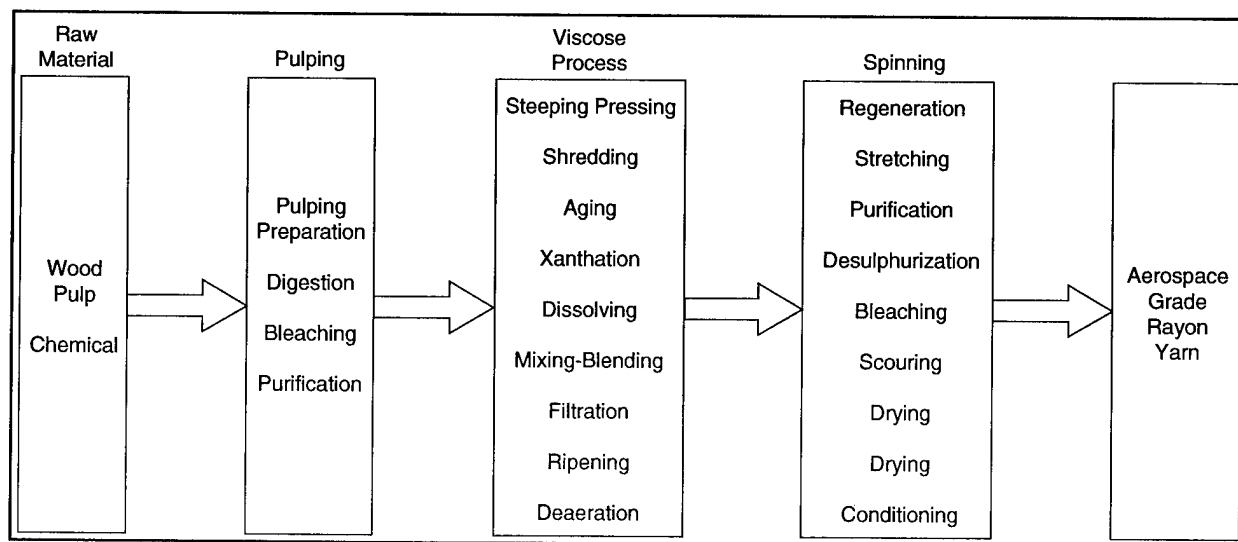 Raw
Material
Wood
Pulp
Chemical
Pulping
Pulping
Preparation
Digestion
Bleaching
Purification
Viscose
Process
Steeping Pressing
Shredding
Aging
Xanthation
Dissolving
Mixing-Blending
Filtration
Ripening
Deaeration
Spinning
Regeneration
Stretching
Purification
Desulphurization
Bleaching
Scouring
Drying
Drying
Conditioning
Aerospace
Grade
Rayon
Yarn